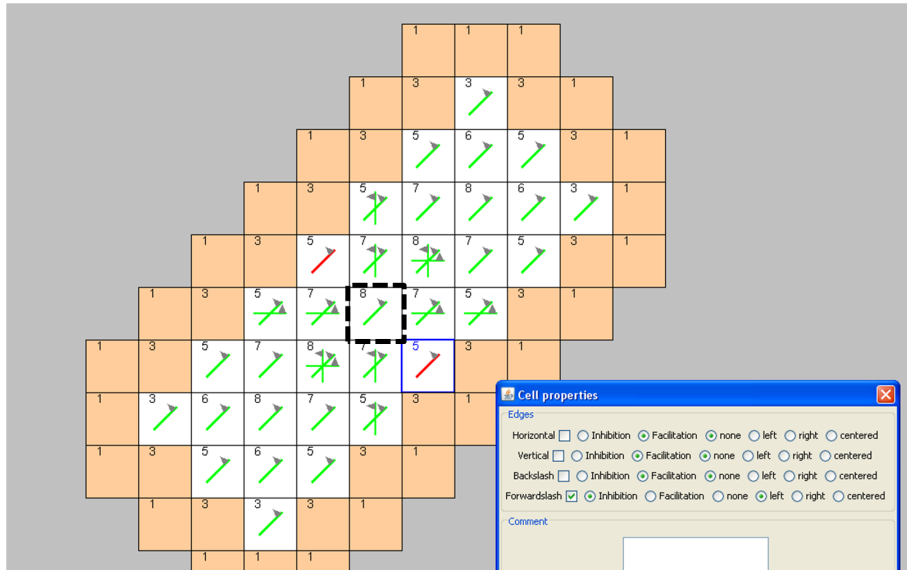 1 1 1
1 3 3 3 1
1 3 5 6 5 3 1
1 3 5 7 8 6 3 1
1 3 5 7 8 7 5 3 1
1 3 5 7 8 7 5 3 1
1 3 5 7 8 7 5 3 1
Cell properties
Edges
1 3 6 8 7 5 3 1
Horizontal Inhibition Facilitation none left right centered
Vertical Inhibition Facilitation none left right centered
1 3 5 6 5 3 1
Backslash Inhibition Facilitation none left right centered
Forwardslash Inhibition Facilitation none left right centered
1 3 3 3 1
Comment
1 1 1